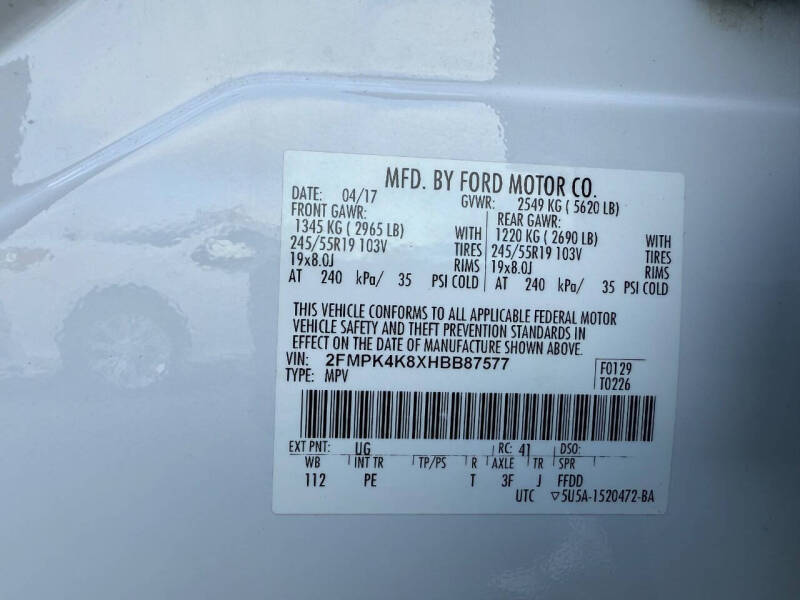 MFD. BY FORD MOTOR CO.
DATE: 04/17 GVWR: 2549 KG ( 5620 LB)
FRONT GAWR: REAR GAWR:
1345 KG ( 2965 LB) WITH 1220 KG ( 2690 LB) WITH
245/55R19 103V TIRES 245/55R19 103V TIRES
19x8.0J RIMS 19x8.0J RIMS
AT 240 kPa/ 35 PSI COLD AT 240 kPa/ 35 PSI COLD
THIS VEHICLE CONFORMS TO ALL APPLICABLE FEDERAL MOTOR
VEHICLE SAFETY AND THEFT PREVENTION STANDARDS IN
EFFECT ON THE DATE OF MANUFACTURE SHOWN ABOVE.
VIN: 2FMPK4K8XHBB87577 F0129
TYPE: MPV T0226
EXT PNT: UG RC: 41 DSO:
WB INT TR TP/PS R AXLE TR SPR
112 PE T 3F J FFDD
UTC ▽5U5A-1520472-BA